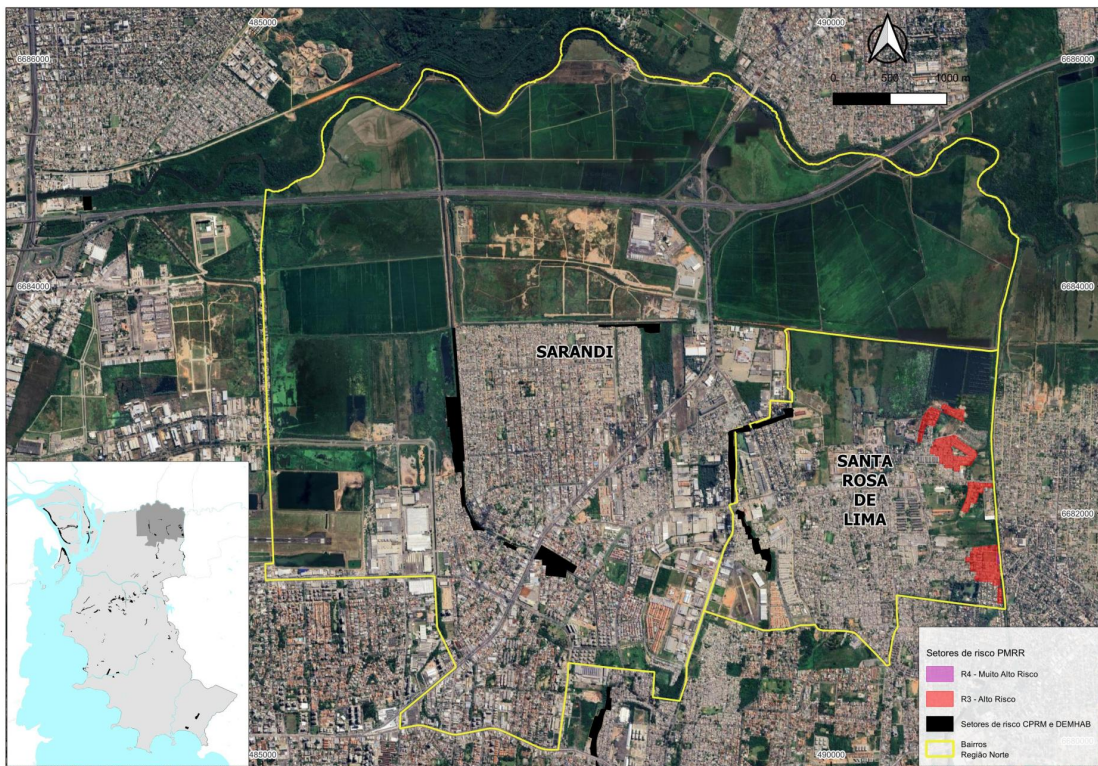 485000
490000
6686000
6686000
0
500
1000 m
6684000
6684000
SARANDI
SANTA
ROSA
DE
LIMA
6682000
485000
490000
Setores de risco PMRR
R4 - Muito Alto Risco
R3 - Alto Risco
Setores de risco CPRM e DEMHAB
Bairros
Região Norte